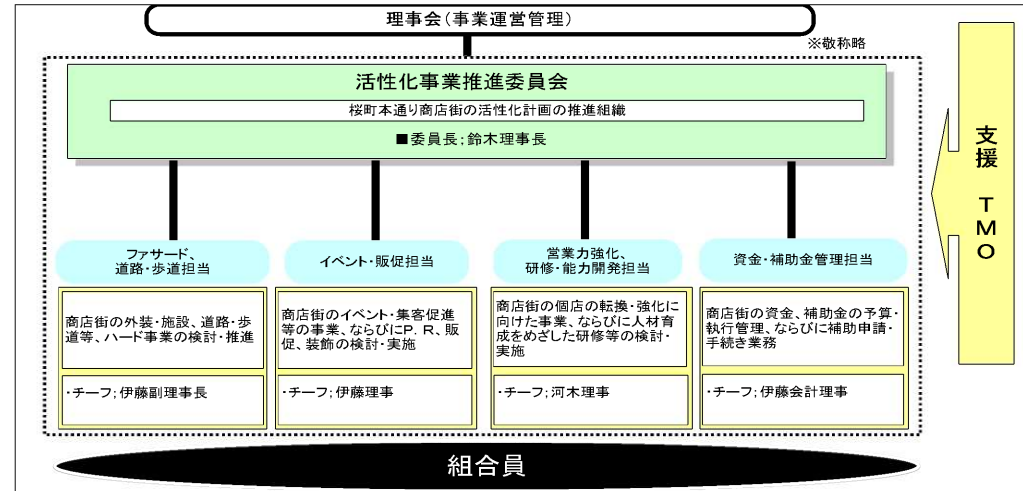 理事会(事業運営管理)
※敬称略
活性化事業推進委員会
桜町本通り商店街の活性化計画の推進組織
■委員長;鈴木理事長
支援 TMO
ファサード、
道路・歩道担当
商店街の外装・施設、道路・歩
道等、ハード事業の検討・推進
・チーフ;伊藤副理事長
イベント・販促担当
商店街のイベント・集客促進
等の事業、ならびにP.R、販
促、装飾の検討・実施
・チーフ;伊藤理事
営業力強化、
研修・能力開発担当
商店街の個店の転換・強化に
向けた事業、ならびに人材育
成をめざした研修等の検討・
実施
・チーフ;河木理事
資金・補助金管理担当
商店街の資金、補助金の予算・
執行管理、ならびに補助申請・
手続き業務
・チーフ;伊藤会計理事
組合員